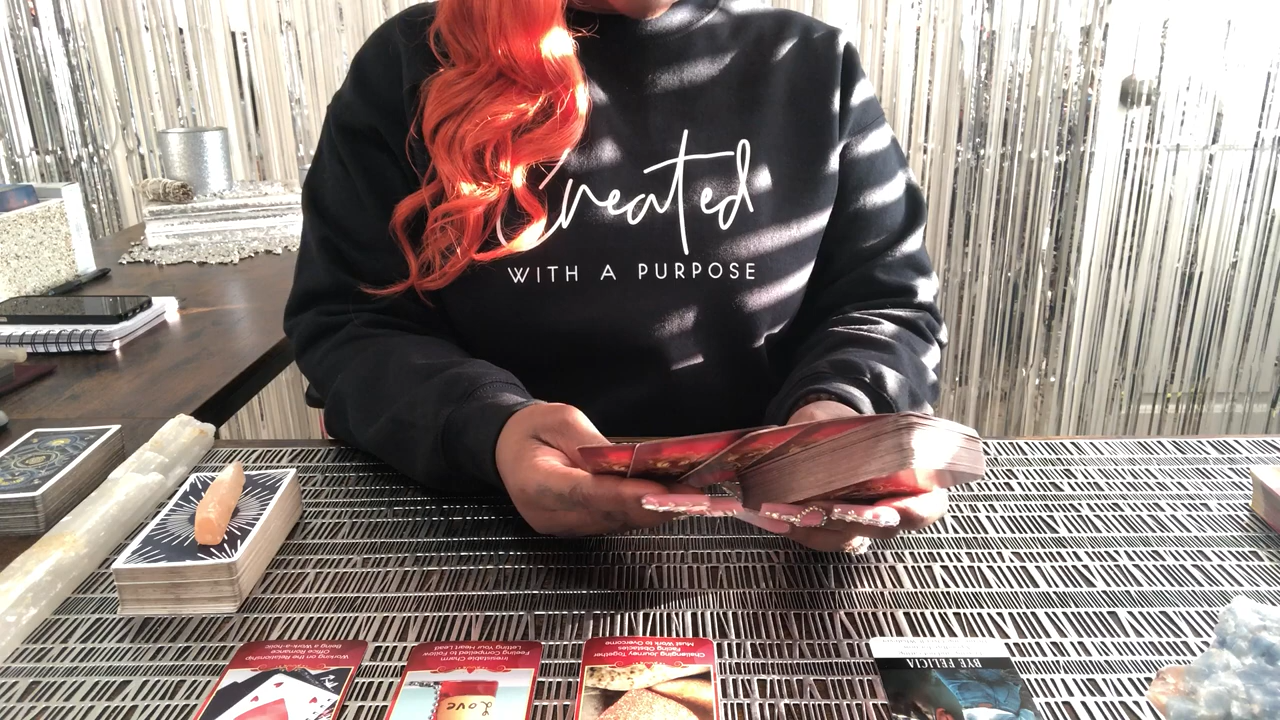 Created
WITH A PURPOSE
Working on the Relationship
Office Romance
Being a Work-a-holic
Irresistable Charm
Feeling Compelled to Follow
Letting Your Heart Lead
Challenging Journey Together
Facing Obstacles
Must Work to Overcome
BYE FELICIA
Love